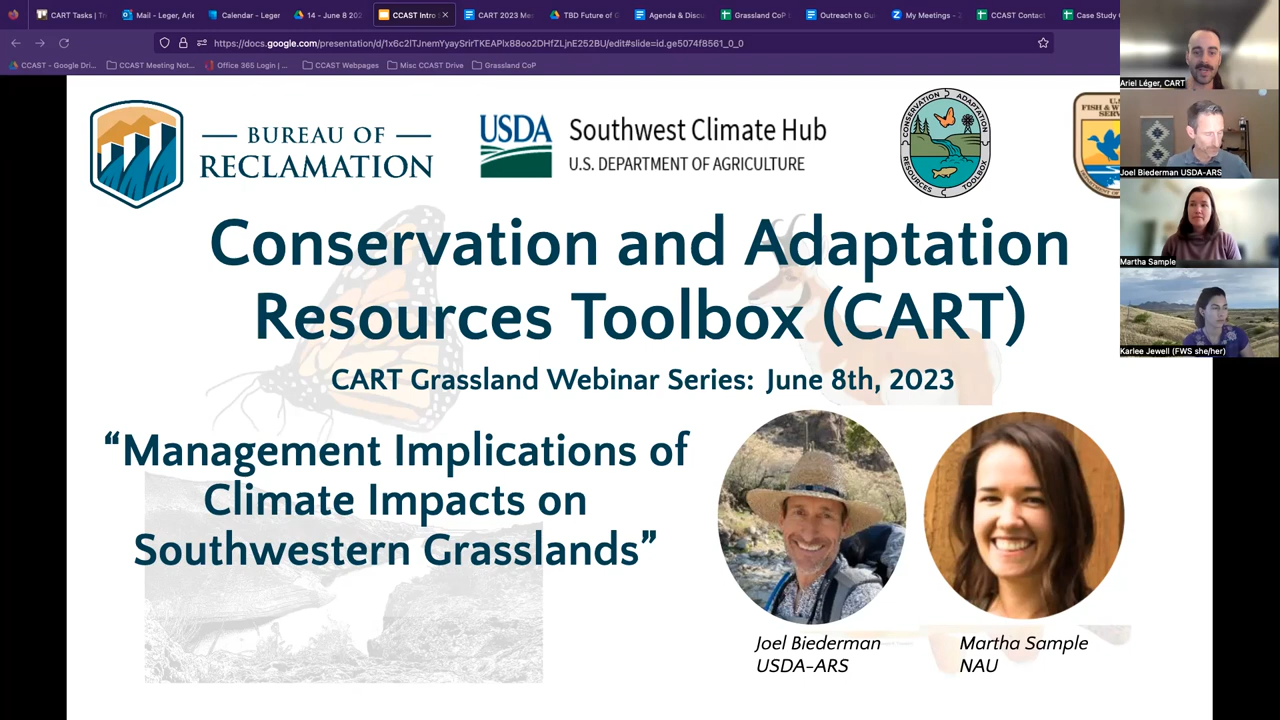 CART Tasks | Tr
Mail - Leger, Arie
Calendar - Leger
14 - June 8 202
CCAST Intro S
CART 2023 Mee
TBD Future of G
Agenda & Discu
Grassland CoP
Outreach to Gu
My Meetings - Z
CCAST Contact
Case Study
https://docs.google.com/presentation/d/1x6c2lTJnemYyaySrirTKEAPlx88oo2DHfZLjnE252BU/edit#slide=id.ge5074f8561_0_0
CCAST - Google Dri...
CCAST Meeting Not...
Office 365 Login | ...
CCAST Webpages
Misc CCAST Drive
Grassland CoP
Ariel Léger, CART
Joel Biederman USDA-ARS
Martha Sample
Karlee Jewell (FWS she/her)
BUREAU OF
RECLAMATION
USDA
Southwest Climate Hub
U.S. DEPARTMENT OF AGRICULTURE
CONSERVATION ADAPTATION
RESOURCES TOOLBOX
U.S.
FISH & W
SERV
Conservation and Adaptation
Resources Toolbox (CART)
CART Grassland Webinar Series: June 8th, 2023
“Management Implications of
Climate Impacts on
Southwestern Grasslands”
Joel Biederman
USDA-ARS
Martha Sample
NAU